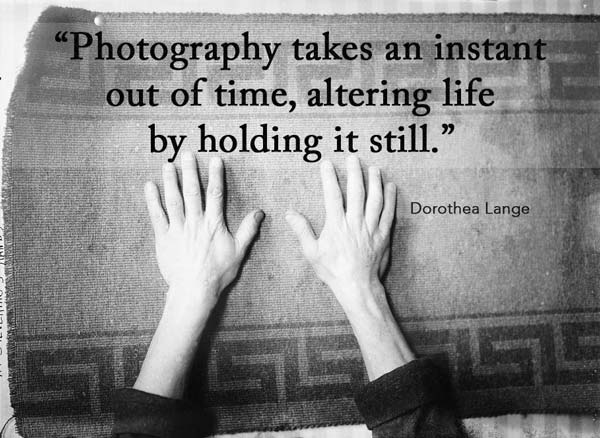 “Photography takes an instant
out of time, altering life
by holding it still.”
Dorothea Lange